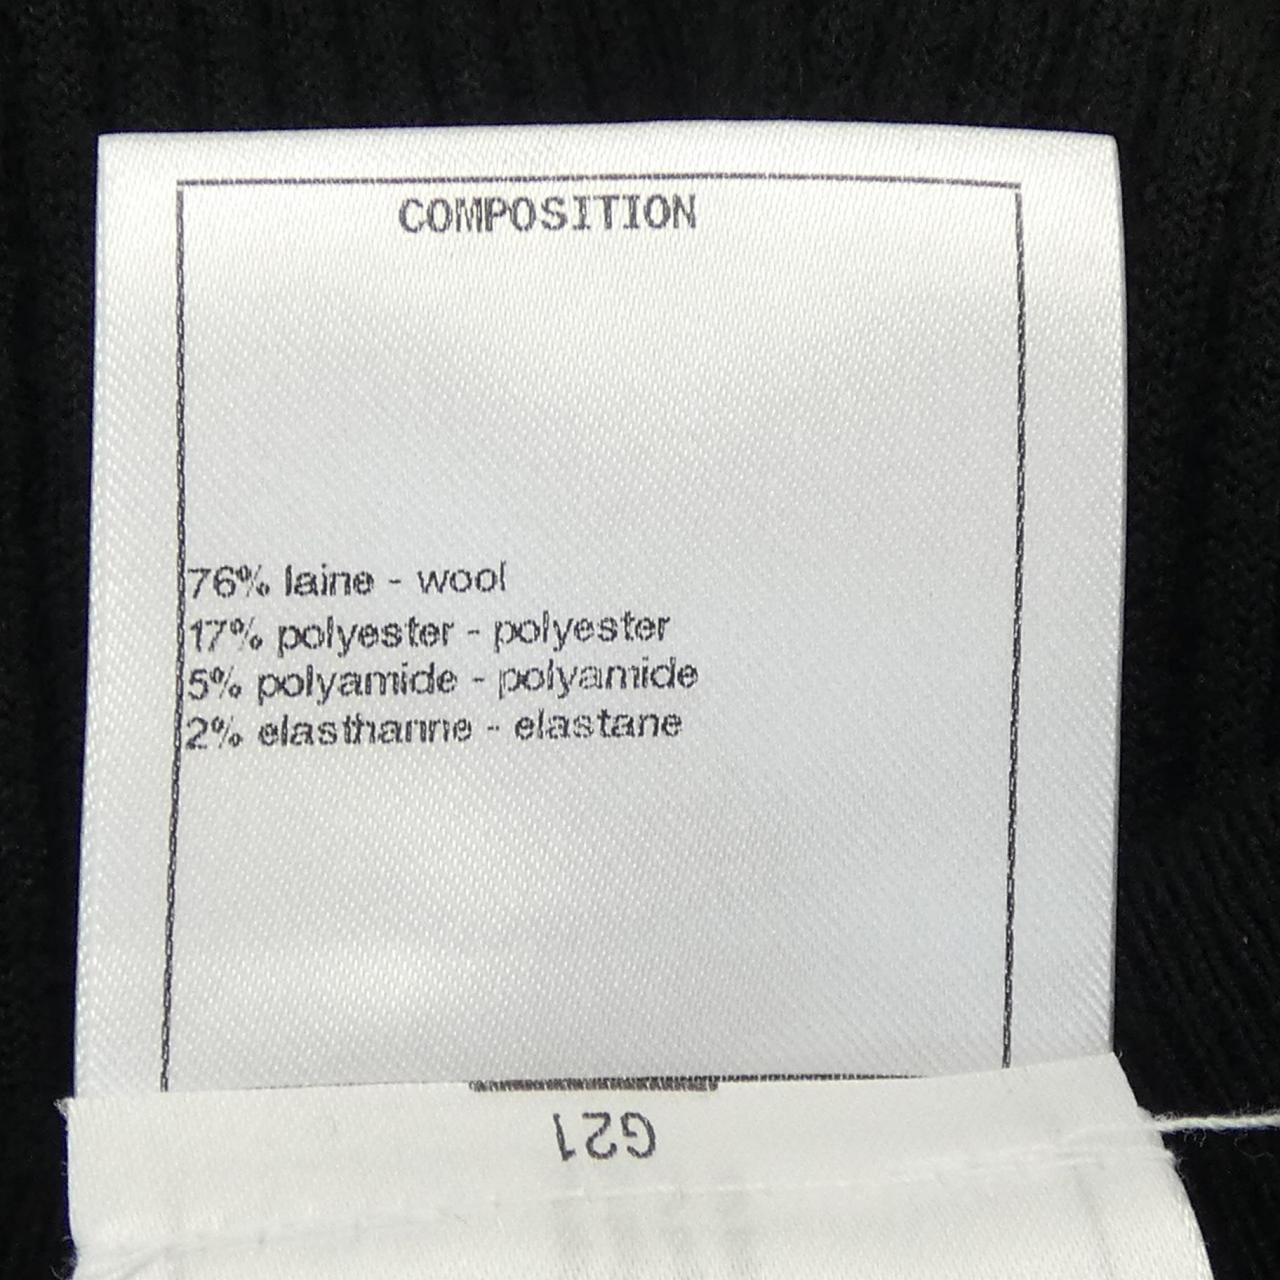 COMPOSITION
76% laine - wool
17% polyester - polyester
5% polyamide - polyamide
2% elasthanne - elastane
G21